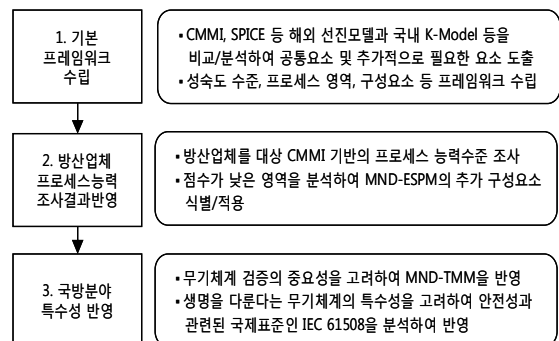 1. 기본
프레임워크
수립
▪ CMMI, SPICE 등 해외 선진모델과 국내 K-Model 등을
비교/분석하여 공통요소 및 추가적으로 필요한 요소 도출
▪ 성숙도 수준, 프로세스 영역, 구성요소 등 프레임워크 수립
2. 방산업체
프로세스능력
조사결과반영
▪ 방산업체를 대상 CMMI 기반의 프로세스 능력수준 조사
▪ 점수가 낮은 영역을 분석하여 MND-ESPM의 추가 구성요소
식별/적용
3. 국방분야
특수성 반영
▪ 무기체계 검증의 중요성을 고려하여 MND-TMM을 반영
▪ 생명을 다룬다는 무기체계의 특수성을 고려하여 안전성과
관련된 국제표준인 IEC 61508을 분석하여 반영